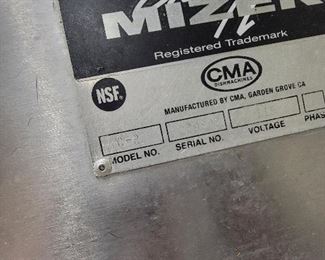 MIZER
Registered Trademark
CMA
DISHMACHINES
NSF
MANUFACTURED BY CMA, GARDEN GROVE CA
MODEL NO. SERIAL NO. VOLTAGE PHAS